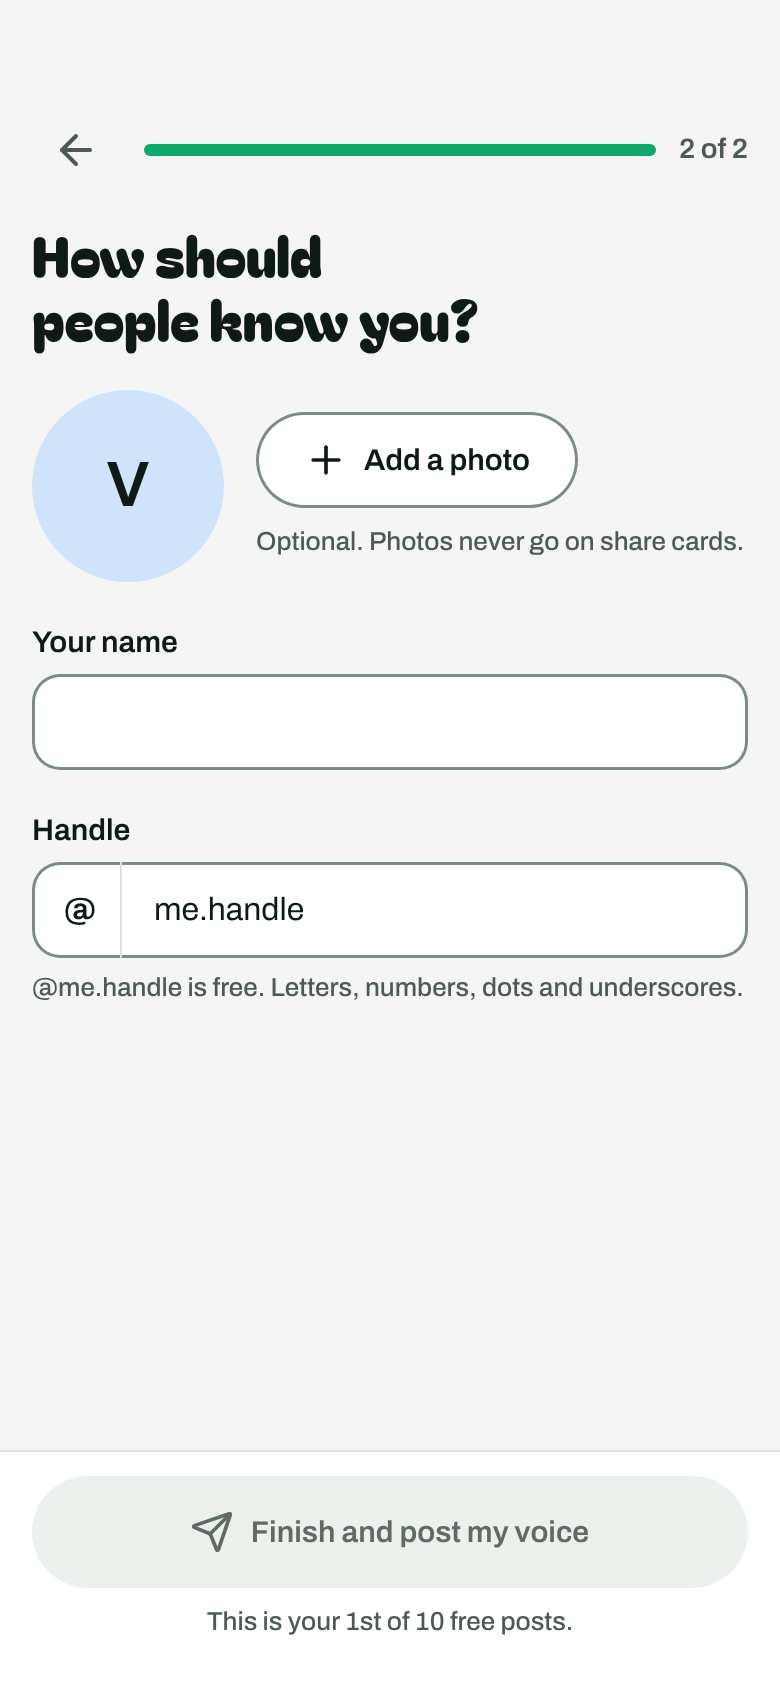 2 of 2
How should
people know you?
V
Add a photo
Optional. Photos never go on share cards.
Your name
Handle
@ me.handle
@me.handle is free. Letters, numbers, dots and underscores.
Finish and post my voice
This is your 1st of 10 free posts.